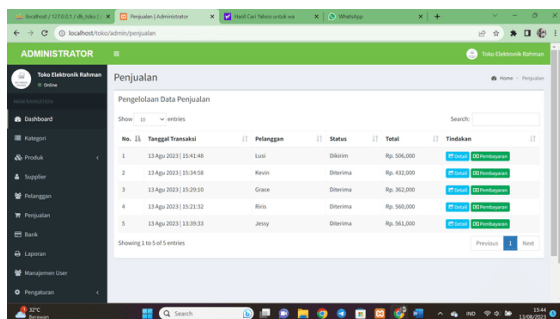 localhost / 127.0.0.1 / db_toko |
Penjualan | Administrator
Hasil Cari Yahoo untuk wa
WhatsApp
localhost/toko/admin/penjualan
ADMINISTRATOR
Toko Elektronik Rahman
Toko Elektronik Rahman
Online
MAIN NAVIGATION
Dashboard
Kategori
Produk
Supplier
Pelanggan
Penjualan
Bank
Laporan
Manajemen User
Pengaturan
Penjualan
Home > Penjualan
Pengelolaan Data Penjualan
Show 10 entries
Search:
No. Tanggal Transaksi Pelanggan Status Total Tindakan
1 13 Agu 2023 | 15:41:48 Lusi Dikirim Rp. 506,000 Detail Pembayaran
2 13 Agu 2023 | 15:34:58 Kevin Diterima Rp. 432,000 Detail Pembayaran
3 13 Agu 2023 | 15:29:10 Grace Diterima Rp. 362,000 Detail Pembayaran
4 13 Agu 2023 | 15:21:32 Riris Diterima Rp. 560,000 Detail Pembayaran
5 13 Agu 2023 | 13:39:33 Jessy Diterima Rp. 561,000 Detail Pembayaran
Showing 1 to 5 of 5 entries
Previous 1 Next
32°C
Berawan
Search
IND
15:44
13/08/2023